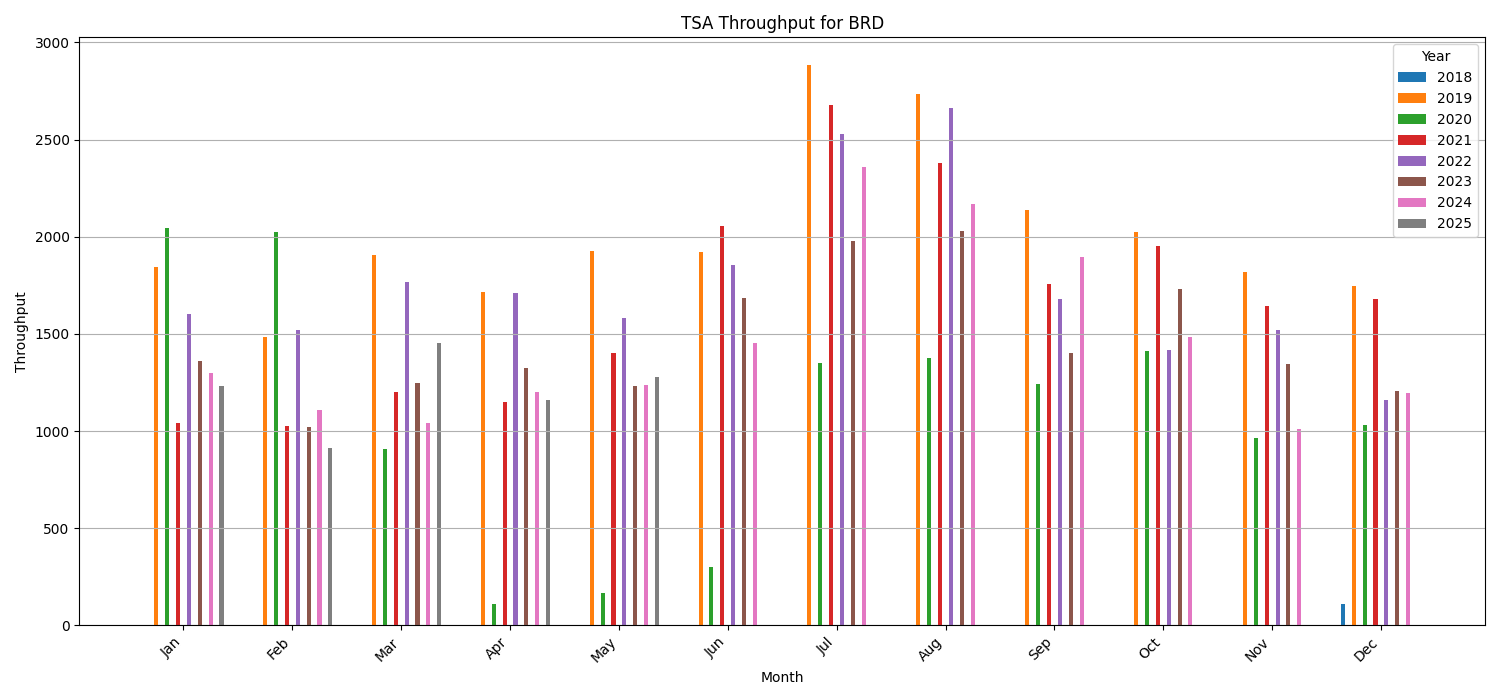 TSA Throughput for BRD
Year
2018
2019
2020
2021
2022
2023
2024
2025
Throughput
3000
2500
2000
1500
1000
500
0
Jan
Feb
Mar
Apr
May
Jun
Jul
Aug
Sep
Oct
Nov
Dec
Month